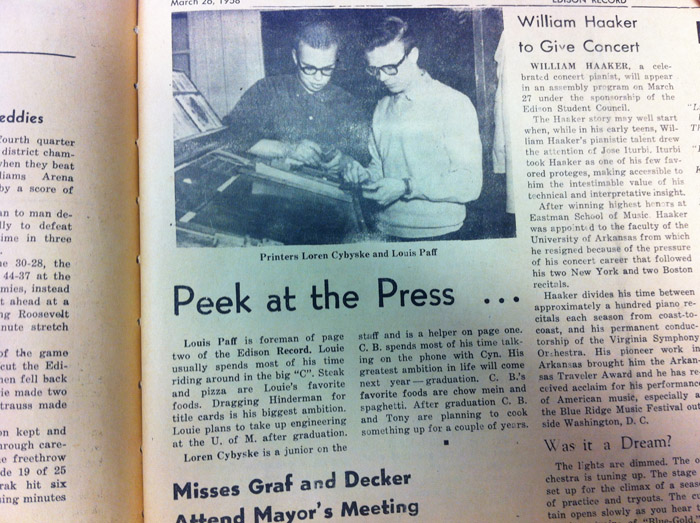 March 26, 1958
EDISON RECORD
eddies
fourth quarter
district cham-
when they beat
liams Arena
by a score of
an to man de-
lly to defeat
ime in three
e 30-28, the
44-37 at the
mies, instead
t ahead at a
ng Roosevelt
nute stretch
of the game
cut the Edi-
hen fell back
ie made two
trauss made
on kept and
hrough care-
e freethrow
de 19 of 25
rak hit six
sing minutes
Printers Loren Cybyske and Louis Paff
Peek at the Press ...
Louis Paff is foreman of page
two of the Edison Record. Louie
usually spends most of his time
riding around in the big "C". Steak
and pizza are Louie's favorite
foods. Dragging Hinderman for
title cards is his biggest ambition.
Louie plans to take up engineering
at the U. of M. after graduation.
Loren Cybyske is a junior on the
staff and is a helper on page one.
C. B. spends most of his time talk-
ing on the phone with Cyn. His
greatest ambition in life will come
next year—graduation. C. B.'s
favorite foods are chow mein and
spaghetti. After graduation C. B.
and Tony are planning to cook
something up for a couple of years.
Misses Graf and Decker
Attend Mayor's Meeting
William Haaker
to Give Concert
WILLIAM HAAKER, a cele-
brated concert pianist, will appear
in an assembly program on March
27 under the sponsorship of the
Edison Student Council.
The Haaker story may well start
when, while in his early teens, Wil-
liam Haaker's pianistic talent drew
the attention of Jose Iturbi. Iturbi
took Haaker as one of his few fav-
ored proteges, making accessible to
him the intestimable value of his
technical and interpretative insight.
After winning highest honors at
Eastman School of Music. Haaker
was appointed to the faculty of the
University of Arkansas from which
he resigned because of the pressure
of his concert career that followed
his two New York and two Boston
recitals.
Haaker divides his time between
approximately a hundred piano re-
citals each season from coast-to-
coast, and his permanent conduc-
torship of the Virginia Symphony
Orchestra. His pioneer work in
Arkansas brought him the Arkan-
sas Traveler Award and he has re-
ceived acclaim for his performance
of American music, especially a
the Blue Ridge Music Festival out-
side Washington, D. C.
Was it a Dream?
The lights are dimmed. The o
chestra is tuning up. The stage
set up for the climax of a seas
of practice and tryouts. The c
tain opens slowly as you hear
of "Blue-Gold"